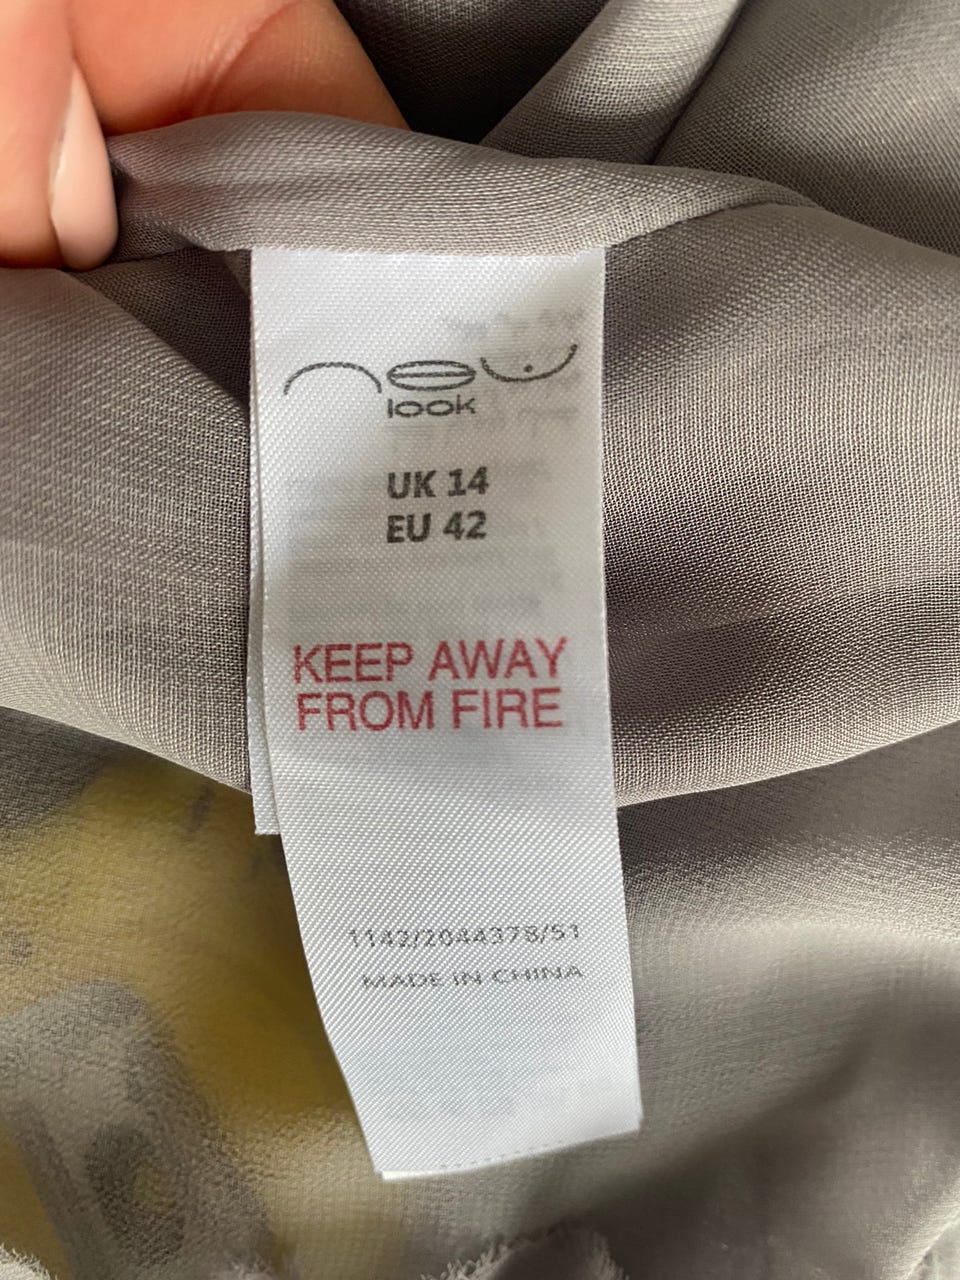 new
look
UK 14
EU 42
KEEP AWAY
FROM FIRE
1142/2044378/51
MADE IN CHINA